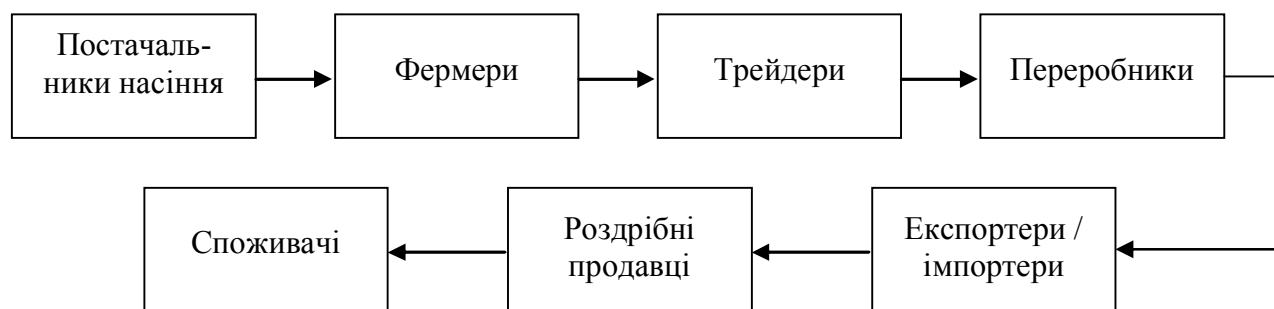 Постачаль-
ники насіння
Фермери
Трейдери
Переробники
Експортери /
імпортери
Роздрібні
продавці
Споживачі